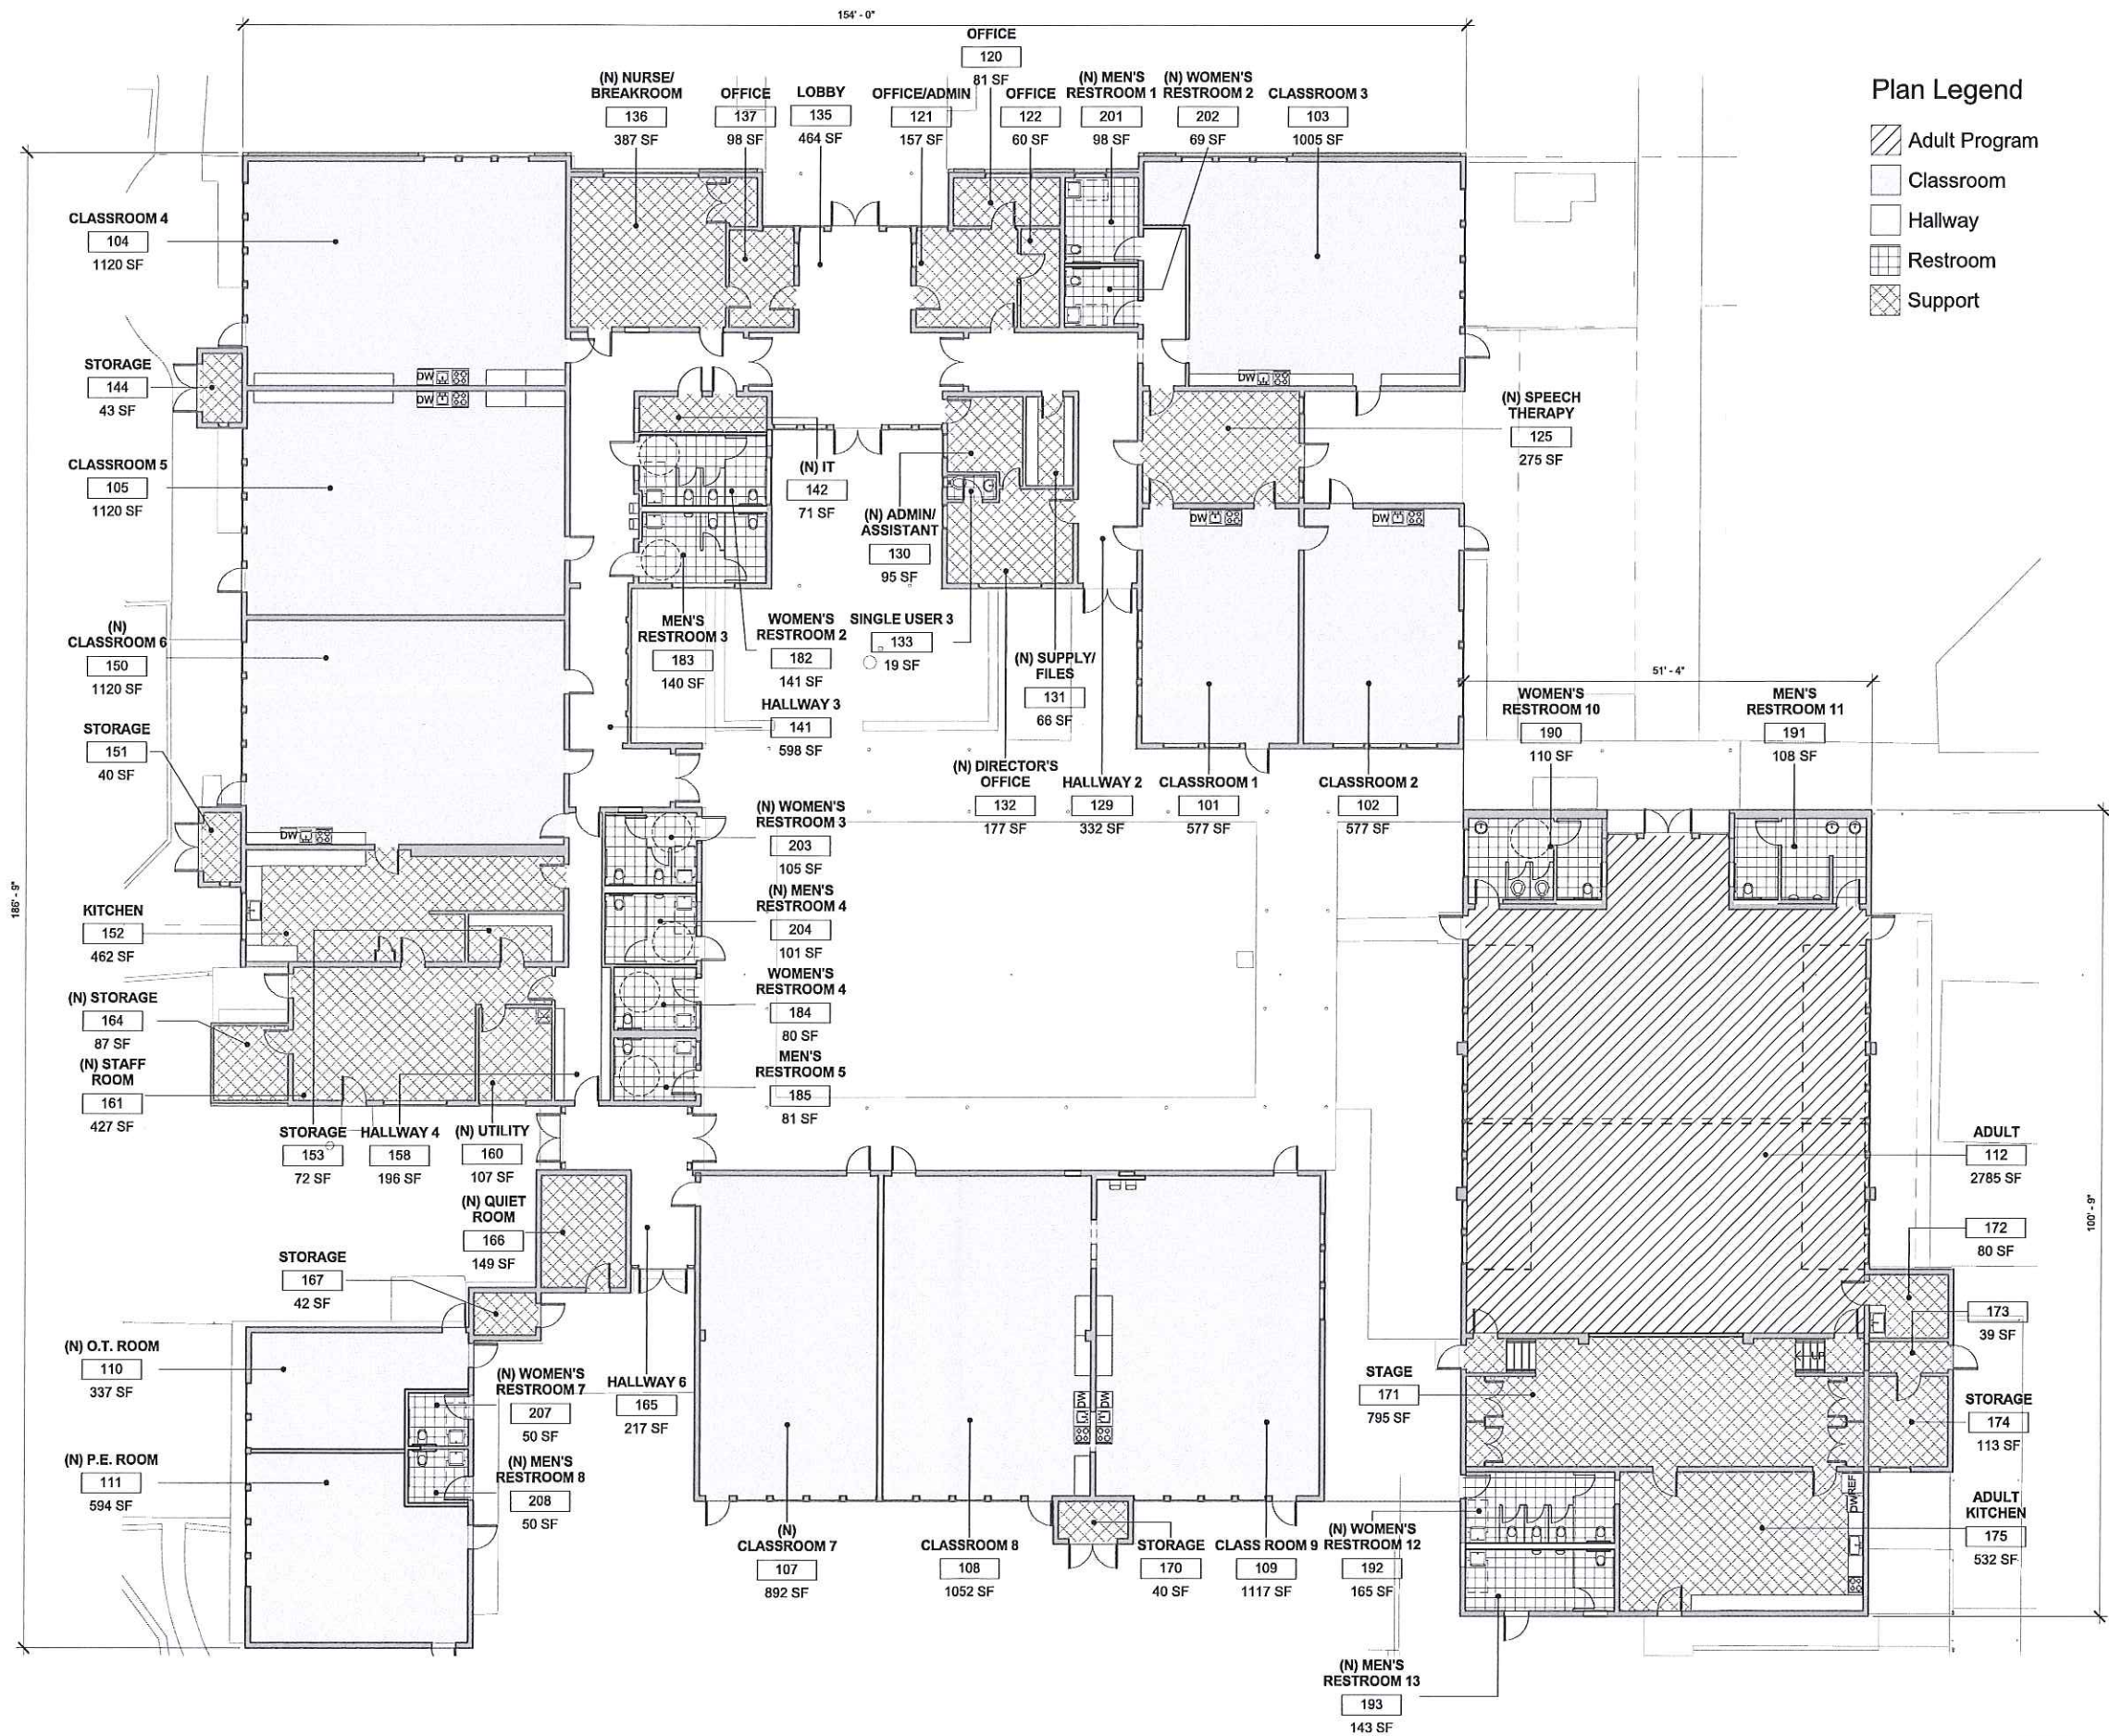 154' - 0"
OFFICE
120
81 SF
(N) NURSE/
BREAKROOM
136
387 SF
OFFICE
137
98 SF
LOBBY
135
464 SF
OFFICE/ADMIN
121
157 SF
OFFICE
122
60 SF
(N) MEN'S
RESTROOM 1
201
98 SF
(N) WOMEN'S
RESTROOM 2
202
69 SF
CLASSROOM 3
103
1005 SF
Plan Legend
Adult Program
Classroom
Hallway
Restroom
Support
CLASSROOM 4
104
1120 SF
STORAGE
144
43 SF
DW
DW
DW
(N) SPEECH
THERAPY
125
275 SF
CLASSROOM 5
105
1120 SF
(N) IT
142
71 SF
(N) ADMIN/
ASSISTANT
130
95 SF
DW
DW
(N)
CLASSROOM 6
150
1120 SF
MEN'S
RESTROOM 3
183
140 SF
WOMEN'S
RESTROOM 2
182
141 SF
SINGLE USER 3
133
19 SF
(N) SUPPLY/
FILES
131
66 SF
51' - 4"
WOMEN'S
RESTROOM 10
190
110 SF
MEN'S
RESTROOM 11
191
108 SF
HALLWAY 3
141
598 SF
STORAGE
151
40 SF
(N) DIRECTOR'S
OFFICE
132
177 SF
HALLWAY 2
129
332 SF
CLASSROOM 1
101
577 SF
CLASSROOM 2
102
577 SF
(N) WOMEN'S
RESTROOM 3
203
105 SF
DW
186' - 9"
KITCHEN
152
462 SF
(N) MEN'S
RESTROOM 4
204
101 SF
WOMEN'S
RESTROOM 4
184
80 SF
(N) STORAGE
164
87 SF
(N) STAFF
ROOM
161
427 SF
MEN'S
RESTROOM 5
185
81 SF
STORAGE
153
72 SF
HALLWAY 4
158
196 SF
(N) UTILITY
160
107 SF
ADULT
112
2785 SF
100' - 9"
(N) QUIET
ROOM
166
149 SF
172
80 SF
STORAGE
167
42 SF
173
39 SF
UP
(N) O.T. ROOM
110
337 SF
(N) WOMEN'S
RESTROOM 7
207
50 SF
HALLWAY 6
165
217 SF
DW
DW
STAGE
171
795 SF
STORAGE
174
113 SF
(N) P.E. ROOM
111
594 SF
(N) MEN'S
RESTROOM 8
208
50 SF
REF
DW
ADULT
KITCHEN
175
532 SF
(N)
CLASSROOM 7
107
892 SF
CLASSROOM 8
108
1052 SF
STORAGE
170
40 SF
CLASS ROOM 9
109
1117 SF
(N) WOMEN'S
RESTROOM 12
192
165 SF
(N) MEN'S
RESTROOM 13
193
143 SF